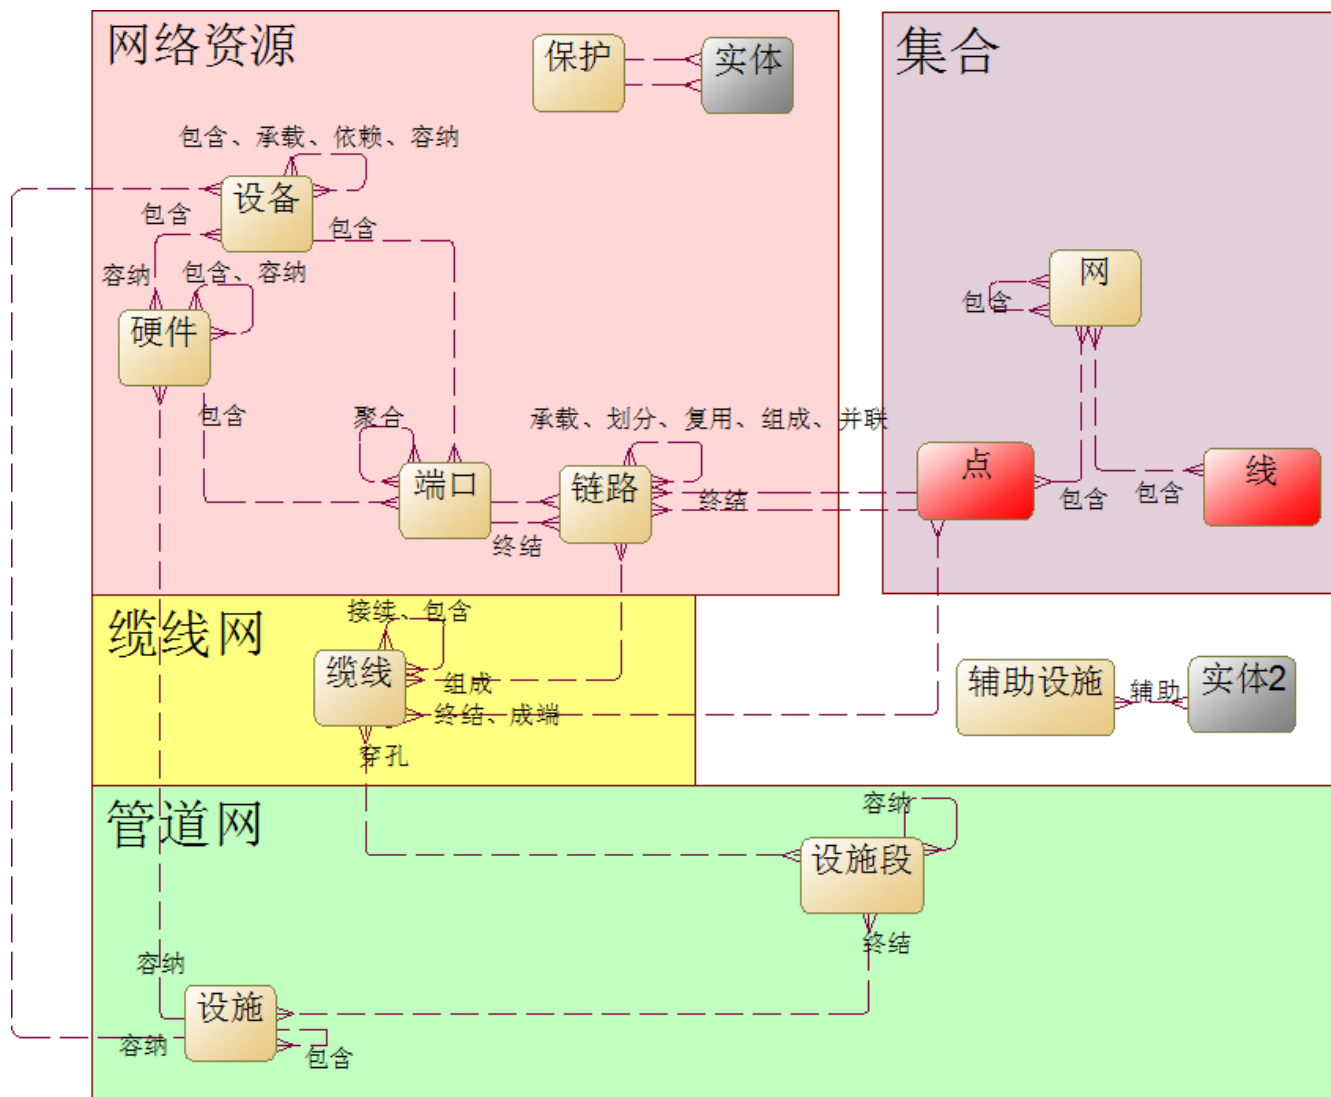 网络资源
保护
实体
集合
包含、承载、依赖、容纳
设备
包含
包含
容纳
包含、容纳
硬件
网
包含
包含
聚合
承载、划分、复用、组成、并联
端口
链路
终结
终结
点
包含
包含
线
缆线网
接续、包含
缆线
组成
终结、成端
穿孔
辅助设施
辅助
实体2
管道网
容纳
设施段
终结
容纳
设施
容纳
包含